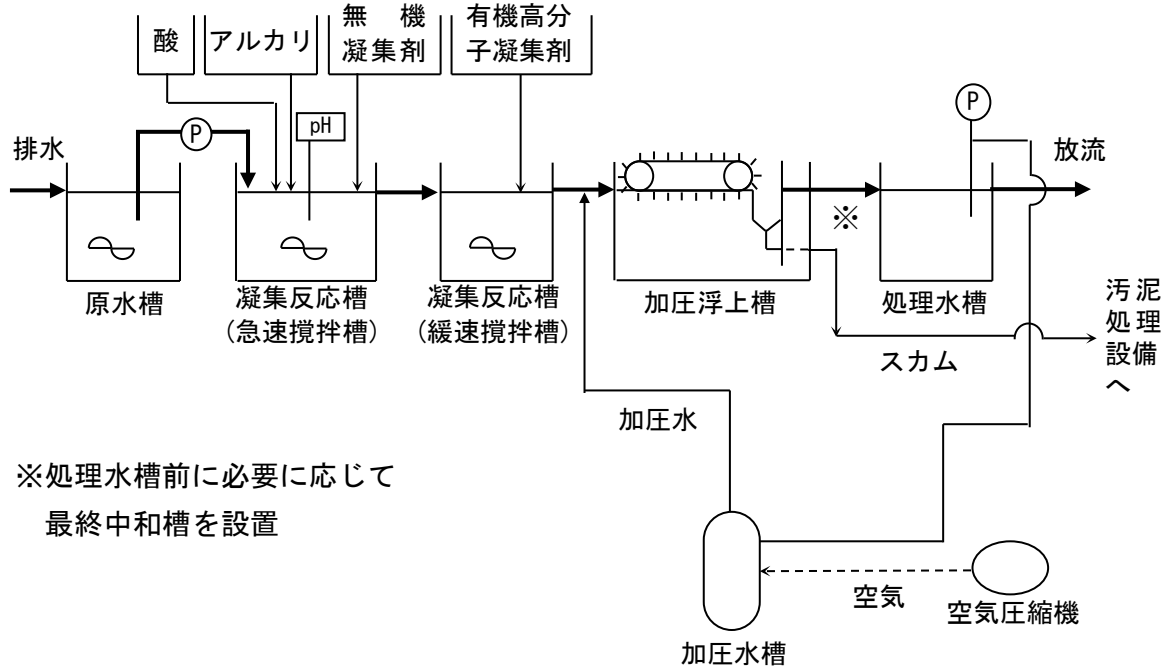 酸
アルカリ
無 機
凝集剤
有機高分
子凝集剤
P
pH
P
排水
放流
※
原水槽
凝集反応槽
（急速撹拌槽）
凝集反応槽
（緩速撹拌槽）
加圧浮上槽
処理水槽
汚泥
処理
設備
へ
スカム
加圧水
※処理水槽前に必要に応じて
最終中和槽を設置
空気
空気圧縮機
加圧水槽